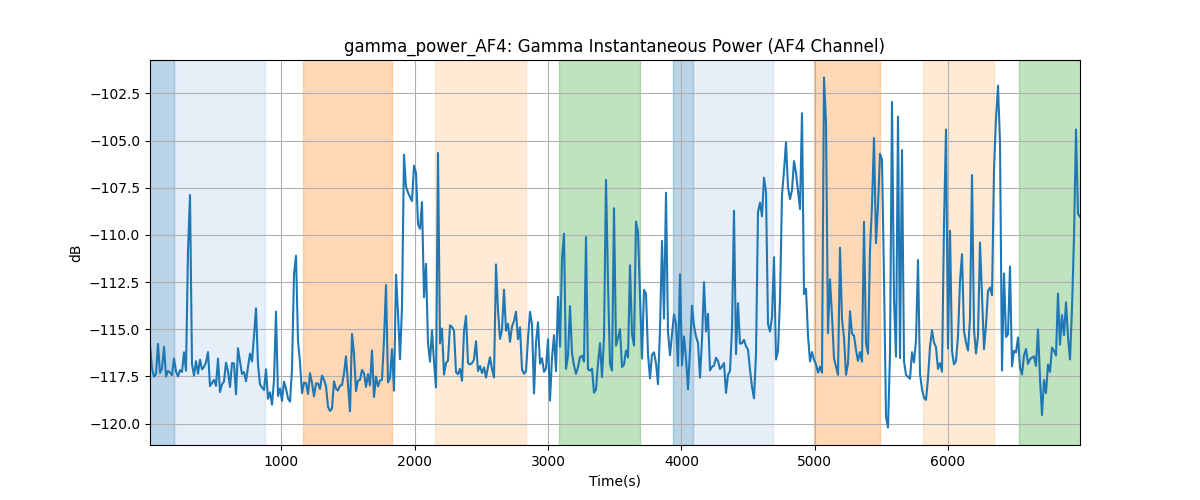 gamma_power_AF4: Gamma Instantaneous Power (AF4 Channel)
−102.5
−105.0
−107.5
−110.0
−112.5
−115.0
−117.5
−120.0
dB
1000 2000 3000 4000 5000 6000
Time(s)